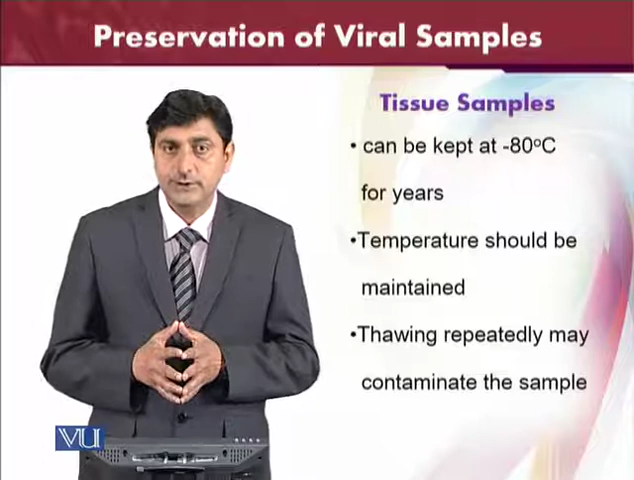 Preservation of Viral Samples
Tissue Samples
• can be kept at -80ºC
for years
•Temperature should be
maintained
•Thawing repeatedly may
contaminate the sample
VU